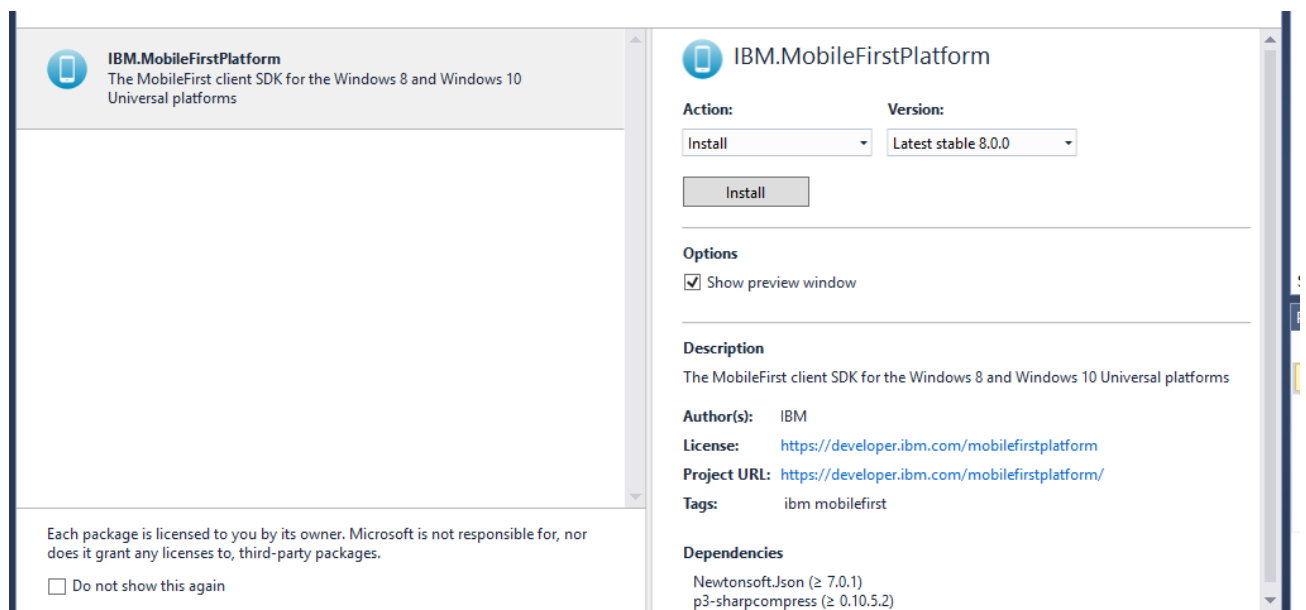 IBM.MobileFirstPlatform
The MobileFirst client SDK for the Windows 8 and Windows 10
Universal platforms
Each package is licensed to you by its owner. Microsoft is not responsible for, nor
does it grant any licenses to, third-party packages.
Do not show this again
IBM.MobileFirstPlatform
Action: Version:
Install Latest stable 8.0.0
Install
Options
Show preview window
Description
The MobileFirst client SDK for the Windows 8 and Windows 10 Universal platforms
Author(s): IBM
License: https://developer.ibm.com/mobilefirstplatform
Project URL: https://developer.ibm.com/mobilefirstplatform/
Tags: ibm mobilefirst
Dependencies
Newtonsoft.Json (≥ 7.0.1)
p3-sharpcompress (≥ 0.10.5.2)